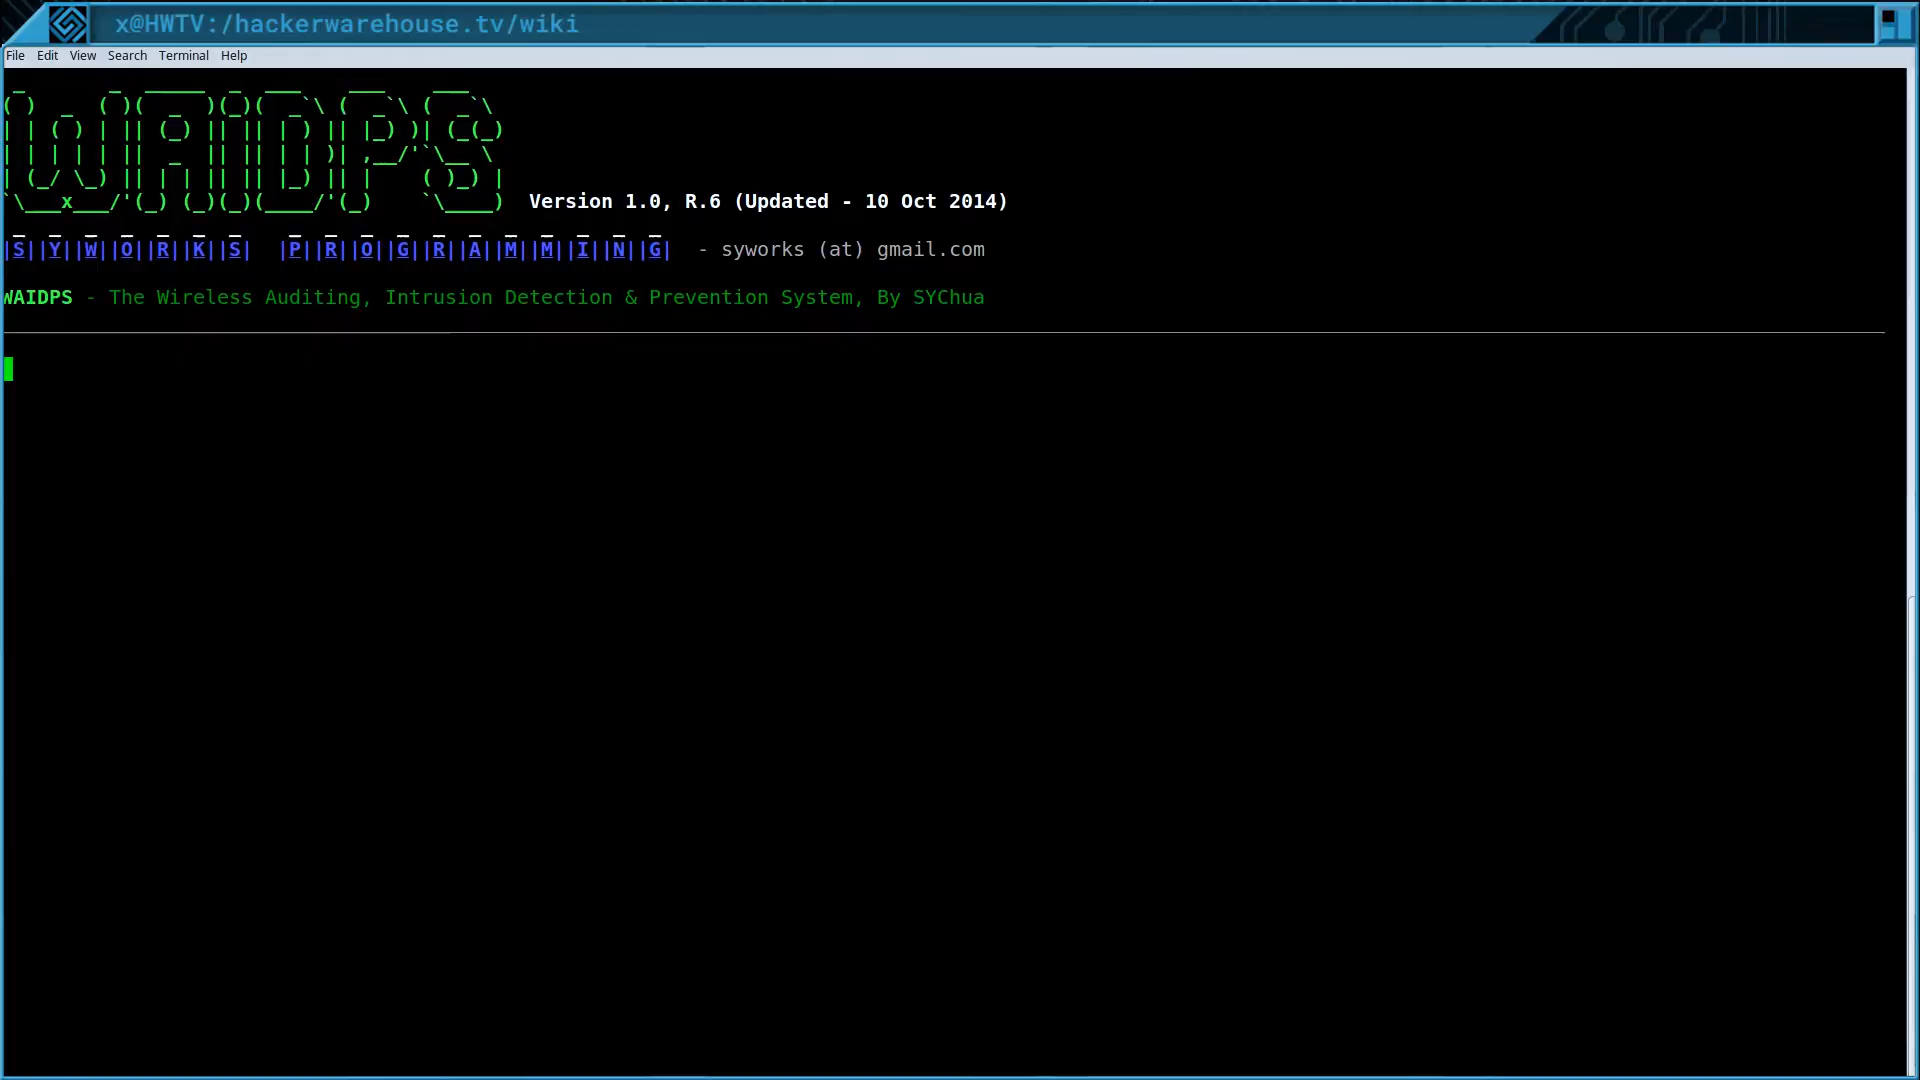 x@HWTV:/hackerwarehouse.tv/wiki
File Edit View Search Terminal Help
WAiDPS
Version 1.0, R.6 (Updated - 10 Oct 2014)
|S||Y||W||O||R||K||S| |P||R||O||G||R||A||M||M||I||N||G| - syworks (at) gmail.com
WAIDPS - The Wireless Auditing, Intrusion Detection & Prevention System, By SYChua